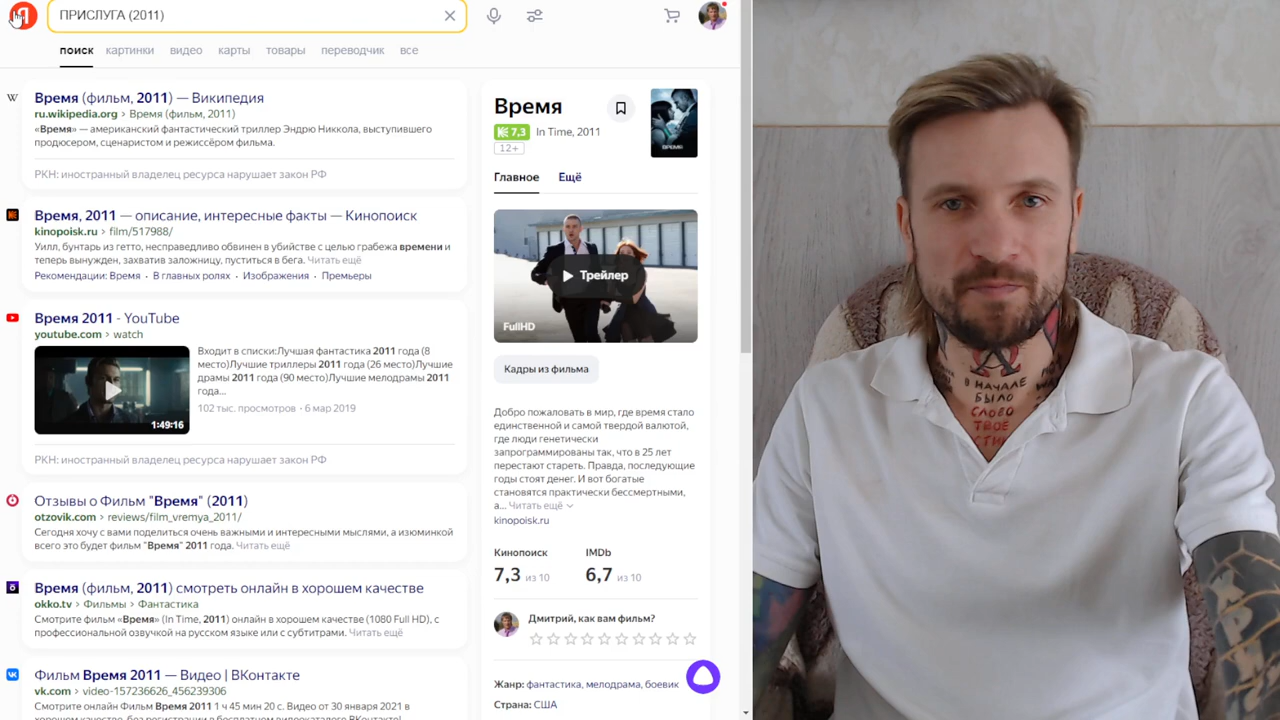 Я
ПРИСЛУГА (2011)
поиск картинки видео карты товары переводчик все
W
Время (фильм, 2011) — Википедия
ru.wikipedia.org › Время (фильм, 2011)
«Время» — американский фантастический триллер Эндрю Никкола, выступившего
продюсером, сценаристом и режиссёром фильма.
РКН: иностранный владелец ресурса нарушает закон РФ
Время, 2011 — описание, интересные факты — Кинопоиск
kinopoisk.ru › film/517988/
Уилл, бунтарь из гетто, несправедливо обвинен в убийстве с целью грабежа времени и
теперь вынужден, захватив заложницу, пуститься в бега. Читать ещё
Рекомендации: Время · В главных ролях · Изображения · Премьеры
Время 2011 - YouTube
youtube.com › watch
Входит в списки:Лучшая фантастика 2011 года (8
место)Лучшие триллеры 2011 года (26 место)Лучшие
драмы 2011 года (90 место)Лучшие мелодрамы 2011
года...
102 тыс. просмотров · 6 мар 2019
1:49:16
РКН: иностранный владелец ресурса нарушает закон РФ
Отзывы о Фильм "Время" (2011)
otzovik.com › reviews/film_vremya_2011/
Сегодня хочу с вами поделиться очень важными и интересными мыслями, а изюминкой
всего это будет фильм "Время" 2011 года. Читать ещё
Время (фильм, 2011) смотреть онлайн в хорошем качестве
okko.tv › Фильмы › Фантастика
Смотрите фильм «Время» (In Time, 2011) онлайн в хорошем качестве (1080 Full HD), с
профессиональной озвучкой на русском языке или с субтитрами. Читать ещё
Фильм Время 2011 — Видео | ВКонтакте
vk.com › video-157236626_456239306
Смотрите онлайн Фильм Время 2011 1 ч 45 мин 20 с. Видео от 30 января 2021 в
хорошем качестве, без регистрации в бесплатном видеокаталоге ВКонтакте!
Время
7,3 In Time, 2011
12+
ВРЕМЯ
Главное Ещё
Трейлер
FullHD
Кадры из фильма
Добро пожаловать в мир, где время стало
единственной и самой твердой валютой,
где люди генетически
запрограммированы так, что в 25 лет
перестают стареть. Правда, последующие
годы стоят денег. И вот богатые
становятся практически бессмертными,
а... Читать ещё
kinopoisk.ru
Кинопоиск IMDb
7,3 из 10 6,7 из 10
Дмитрий, как вам фильм?
Жанр: фантастика, мелодрама, боевик
Страна: США
В НАЧАЛЕ
БЫЛО
СЛОВО
ТВОЕ